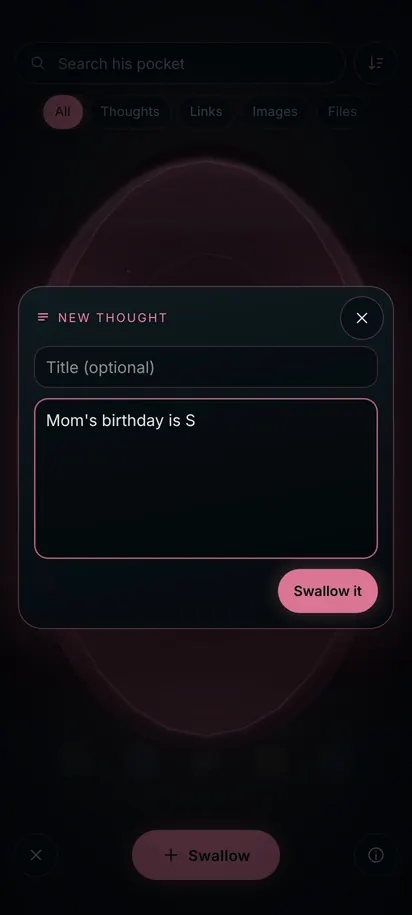 Search his pocket
All Thoughts Links Images Files
NEW THOUGHT
Title (optional)
Mom's birthday is S
Swallow it
Swallow